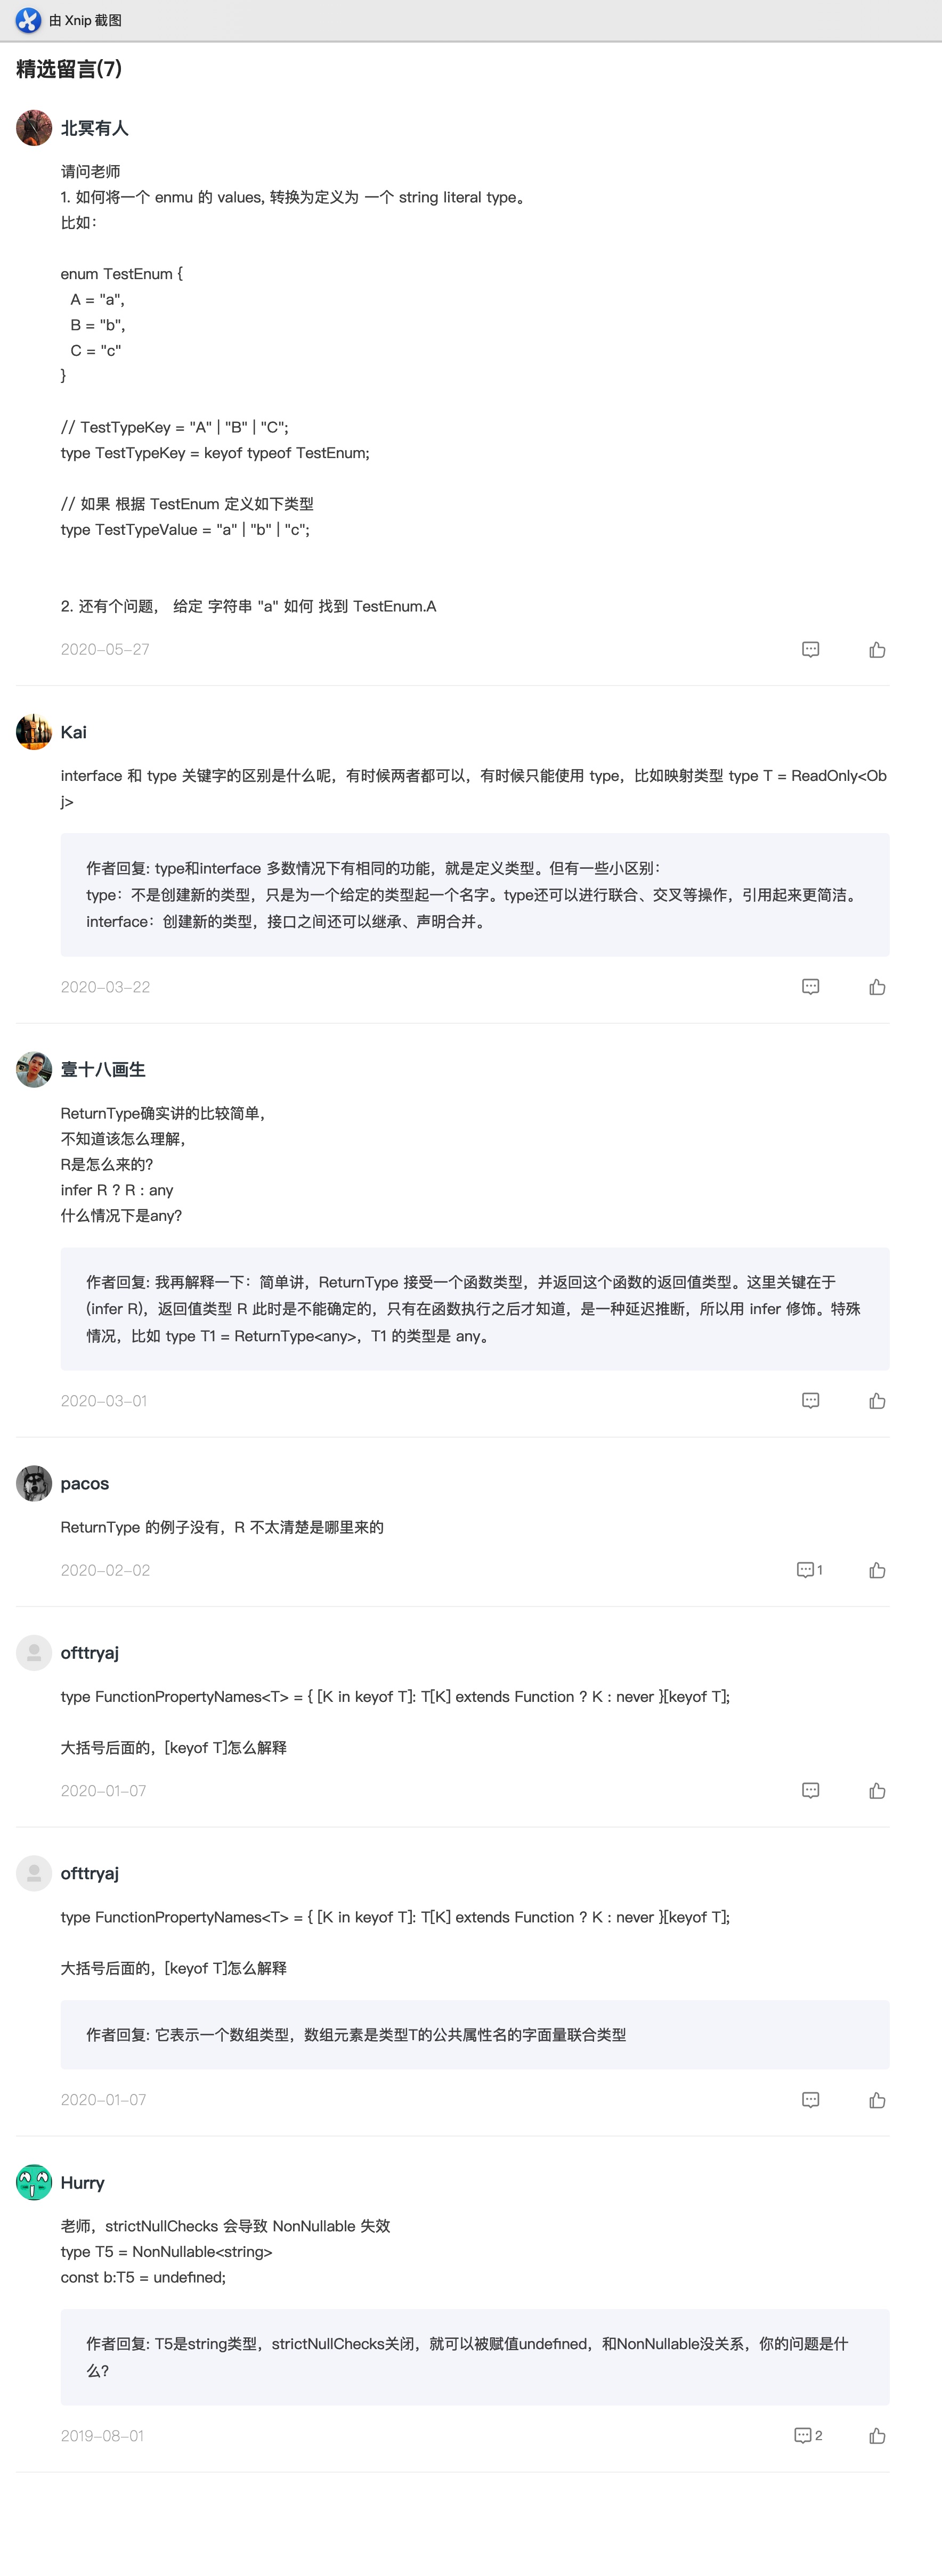 由 Xnip 截图
精选留言(7)
北冥有人
请问老师
1. 如何将一个 enmu 的 values, 转换为定义为 一个 string literal type。
比如：
enum TestEnum {
A = "a",
B = "b",
C = "c"
}
// TestTypeKey = "A" | "B" | "C";
type TestTypeKey = keyof typeof TestEnum;
// 如果 根据 TestEnum 定义如下类型
type TestTypeValue = "a" | "b" | "c";
2. 还有个问题， 给定 字符串 "a" 如何 找到 TestEnum.A
2020-05-27
Kai
interface 和 type 关键字的区别是什么呢，有时候两者都可以，有时候只能使用 type，比如映射类型 type T = ReadOnly<Ob
j>
作者回复: type和interface 多数情况下有相同的功能，就是定义类型。但有一些小区别：
type：不是创建新的类型，只是为一个给定的类型起一个名字。type还可以进行联合、交叉等操作，引用起来更简洁。
interface：创建新的类型，接口之间还可以继承、声明合并。
2020-03-22
壹十八画生
ReturnType确实讲的比较简单，
不知道该怎么理解，
R是怎么来的?
infer R ? R : any
什么情况下是any?
作者回复: 我再解释一下：简单讲，ReturnType 接受一个函数类型，并返回这个函数的返回值类型。这里关键在于
(infer R)，返回值类型 R 此时是不能确定的，只有在函数执行之后才知道，是一种延迟推断，所以用 infer 修饰。特殊
情况，比如 type T1 = ReturnType<any>，T1 的类型是 any。
2020-03-01
pacos
ReturnType 的例子没有，R 不太清楚是哪里来的
2020-02-02
1
ofttryaj
type FunctionPropertyNames<T> = { [K in keyof T]: T[K] extends Function ? K : never }[keyof T];
大括号后面的，[keyof T]怎么解释
2020-01-07
ofttryaj
type FunctionPropertyNames<T> = { [K in keyof T]: T[K] extends Function ? K : never }[keyof T];
大括号后面的，[keyof T]怎么解释
作者回复: 它表示一个数组类型，数组元素是类型T的公共属性名的字面量联合类型
2020-01-07
Hurry
老师，strictNullChecks 会导致 NonNullable 失效
type T5 = NonNullable<string>
const b:T5 = undefined;
作者回复: T5是string类型，strictNullChecks关闭，就可以被赋值undefined，和NonNullable没关系，你的问题是什
么?
2019-08-01
2